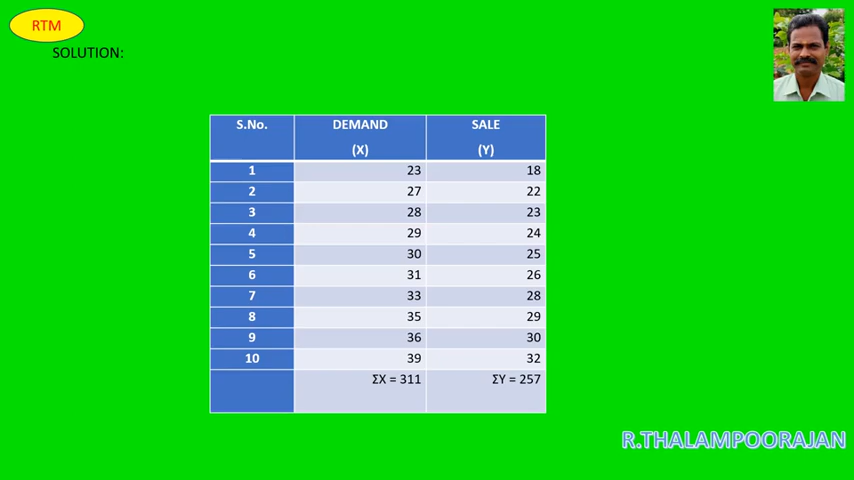 RTM
SOLUTION:
S.No. DEMAND SALE
(X) (Y)
1 23 18
2 27 22
3 28 23
4 29 24
5 30 25
6 31 26
7 33 28
8 35 29
9 36 30
10 39 32
ΣX = 311 ΣY = 257
R.THALAMPOORAJAN